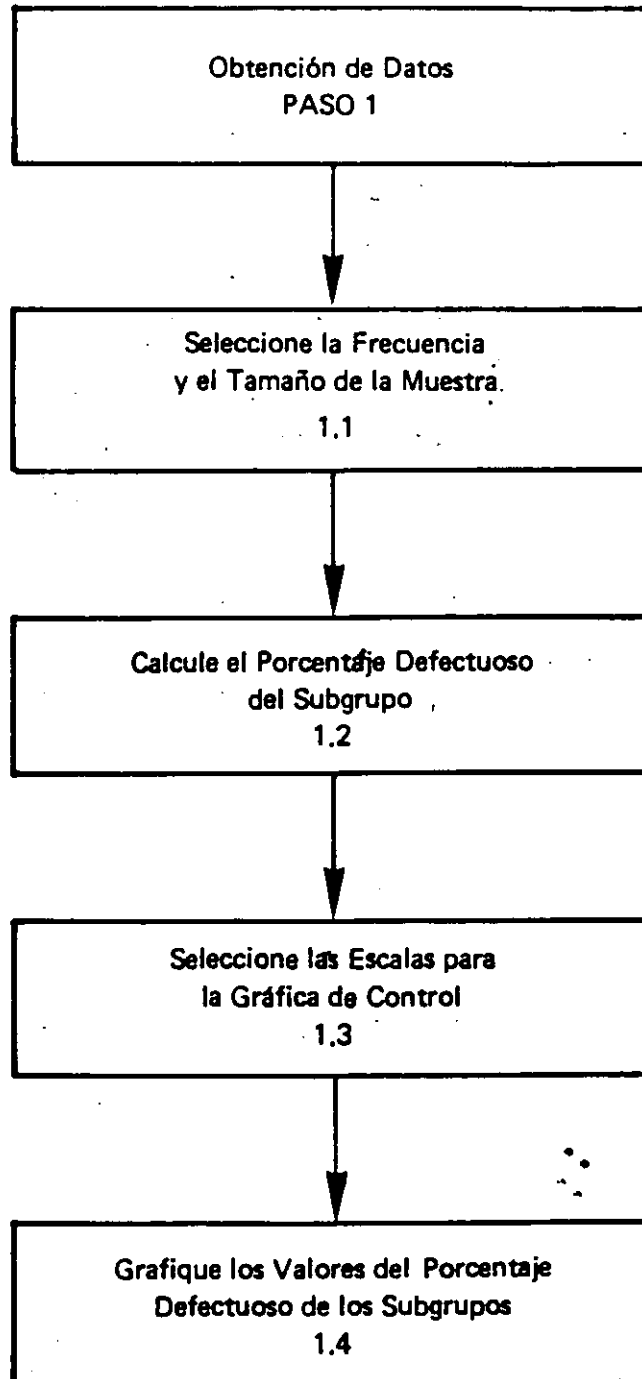 Obtención de Datos
PASO 1
Seleccione la Frecuencia
y el Tamaño de la Muestra.
1.1
Calcule el Porcentaje Defectuoso
del Subgrupo
1.2
Seleccione las Escalas para
la Gráfica de Control
1.3
Grafique los Valores del Porcentaje
Defectuoso de los Subgrupos
1.4